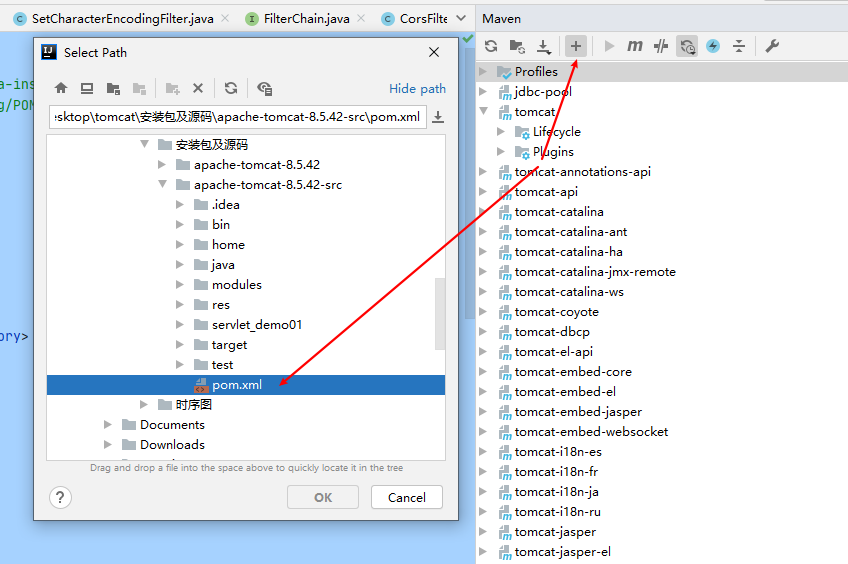 SetCharacterEncodingFilter.java
FilterChain.java
CorsFilte
Maven
Select Path
Hide path
sktop\tomcat\安装包及源码\apache-tomcat-8.5.42-src\pom.xml
安装包及源码
apache-tomcat-8.5.42
apache-tomcat-8.5.42-src
.idea
bin
home
java
modules
res
servlet_demo01
target
test
pom.xml
时序图
Documents
Downloads
Drag and drop a file into the space above to quickly locate it in the tree
?
OK
Cancel
a-ins
g/POM
ory>
Profiles
jdbc-pool
tomcat
Lifecycle
Plugins
tomcat-annotations-api
tomcat-api
tomcat-catalina
tomcat-catalina-ant
tomcat-catalina-ha
tomcat-catalina-jmx-remote
tomcat-catalina-ws
tomcat-coyote
tomcat-dbcp
tomcat-el-api
tomcat-embed-core
tomcat-embed-el
tomcat-embed-jasper
tomcat-embed-websocket
tomcat-i18n-es
tomcat-i18n-fr
tomcat-i18n-ja
tomcat-i18n-ru
tomcat-jasper
tomcat-jasper-el